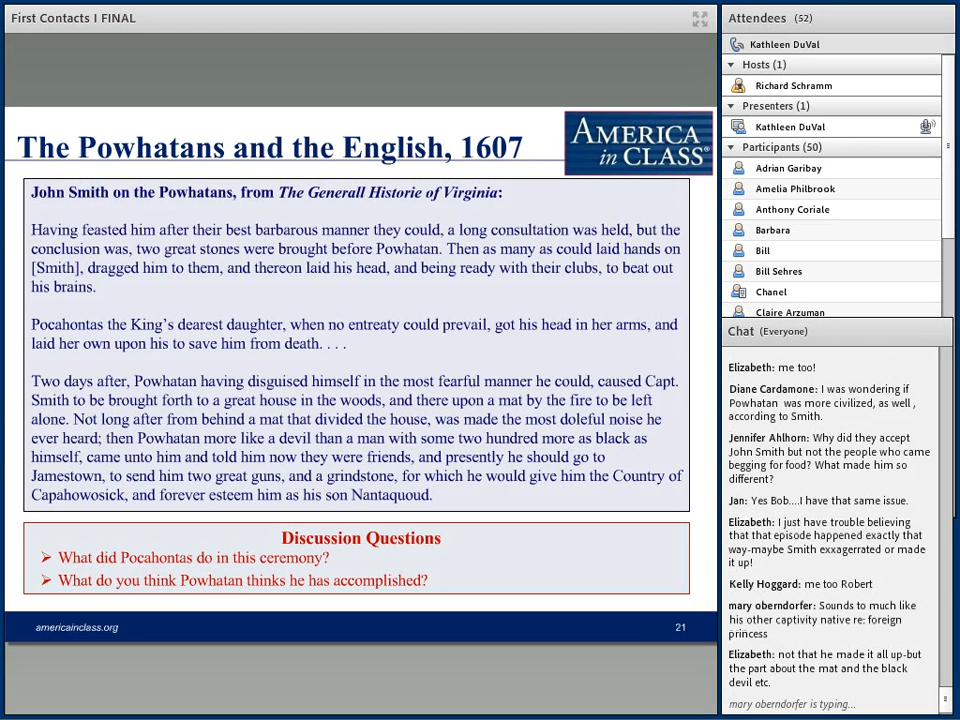 First Contacts I FINAL
The Powhatans and the English, 1607
AMERICA
in CLASS®
John Smith on the Powhatans, from The Generall Historie of Virginia:
Having feasted him after their best barbarous manner they could, a long consultation was held, but the
conclusion was, two great stones were brought before Powhatan. Then as many as could laid hands on
[Smith], dragged him to them, and thereon laid his head, and being ready with their clubs, to beat out
his brains.
Pocahontas the King's dearest daughter, when no entreaty could prevail, got his head in her arms, and
laid her own upon his to save him from death. . . .
Two days after, Powhatan having disguised himself in the most fearful manner he could, caused Capt.
Smith to be brought forth to a great house in the woods, and there upon a mat by the fire to be left
alone. Not long after from behind a mat that divided the house, was made the most doleful noise he
ever heard; then Powhatan more like a devil than a man with some two hundred more as black as
himself, came unto him and told him now they were friends, and presently he should go to
Jamestown, to send him two great guns, and a grindstone, for which he would give him the Country of
Capahowosick, and forever esteem him as his son Nantaquoud.
Discussion Questions
➢ What did Pocahontas do in this ceremony?
➢ What do you think Powhatan thinks he has accomplished?
americainclass.org
21
Attendees (52)
Kathleen DuVal
Hosts (1)
Richard Schramm
Presenters (1)
Kathleen DuVal
Participants (50)
Adrian Garibay
Amelia Philbrook
Anthony Coriale
Barbara
Bill
Bill Sehres
Chanel
Claire Arzuman
Chat (Everyone)
Elizabeth: me too!
Diane Cardamone: I was wondering if
Powhatan was more civilized, as well ,
according to Smith.
Jennifer Ahlhorn: Why did they accept
John Smith but not the people who came
begging for food? What made him so
different?
Jan: Yes Bob....I have that same issue.
Elizabeth: I just have trouble believing
that that episode happened exactly that
way-maybe Smith exxagerrated or made
it up!
Kelly Hoggard: me too Robert
mary oberndorfer: Sounds to much like
his other captivity native re: foreign
princess
Elizabeth: not that he made it all up-but
the part about the mat and the black
devil etc.
mary oberndorfer is typing...